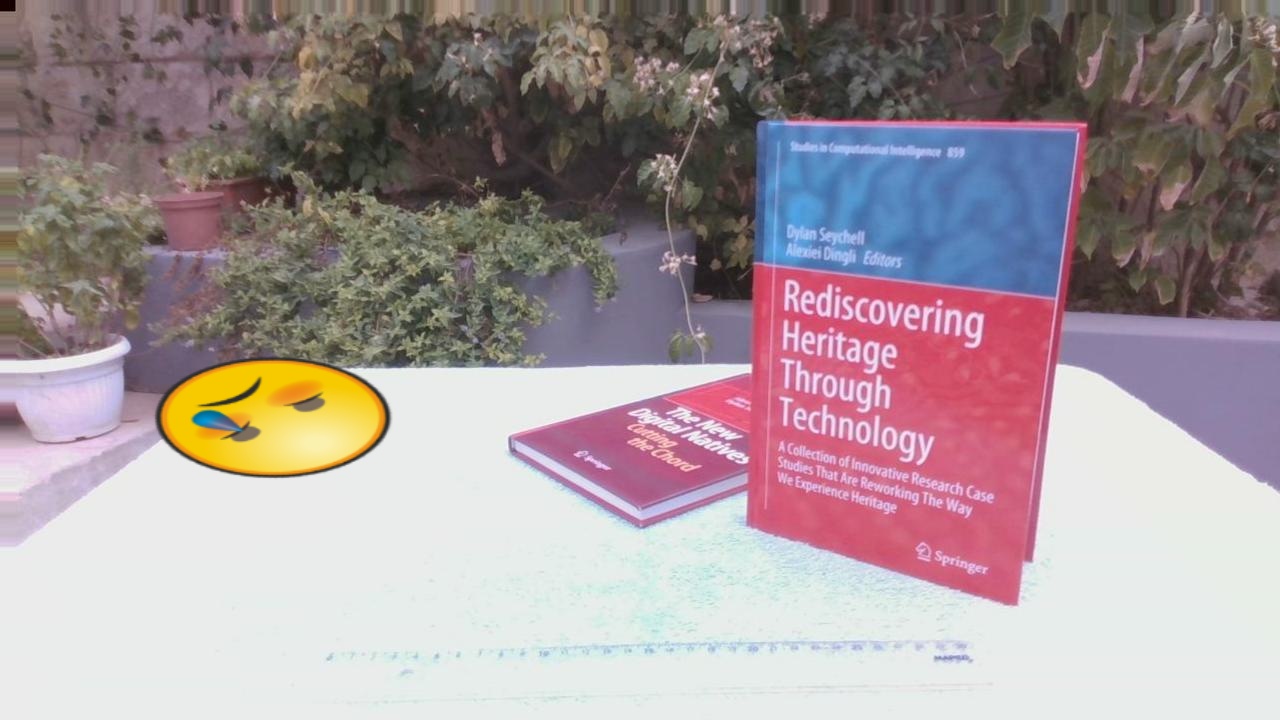 Studies in Computational Intelligence 859
Dylan Seychell
Alexiei Dingli Editors
Rediscovering
Heritage
Through
Technology
A Collection of Innovative Research Case
Studies That Are Reworking The Way
We Experience Heritage
Springer
The New
Digital Natives
Cutting
the Chord
Springer